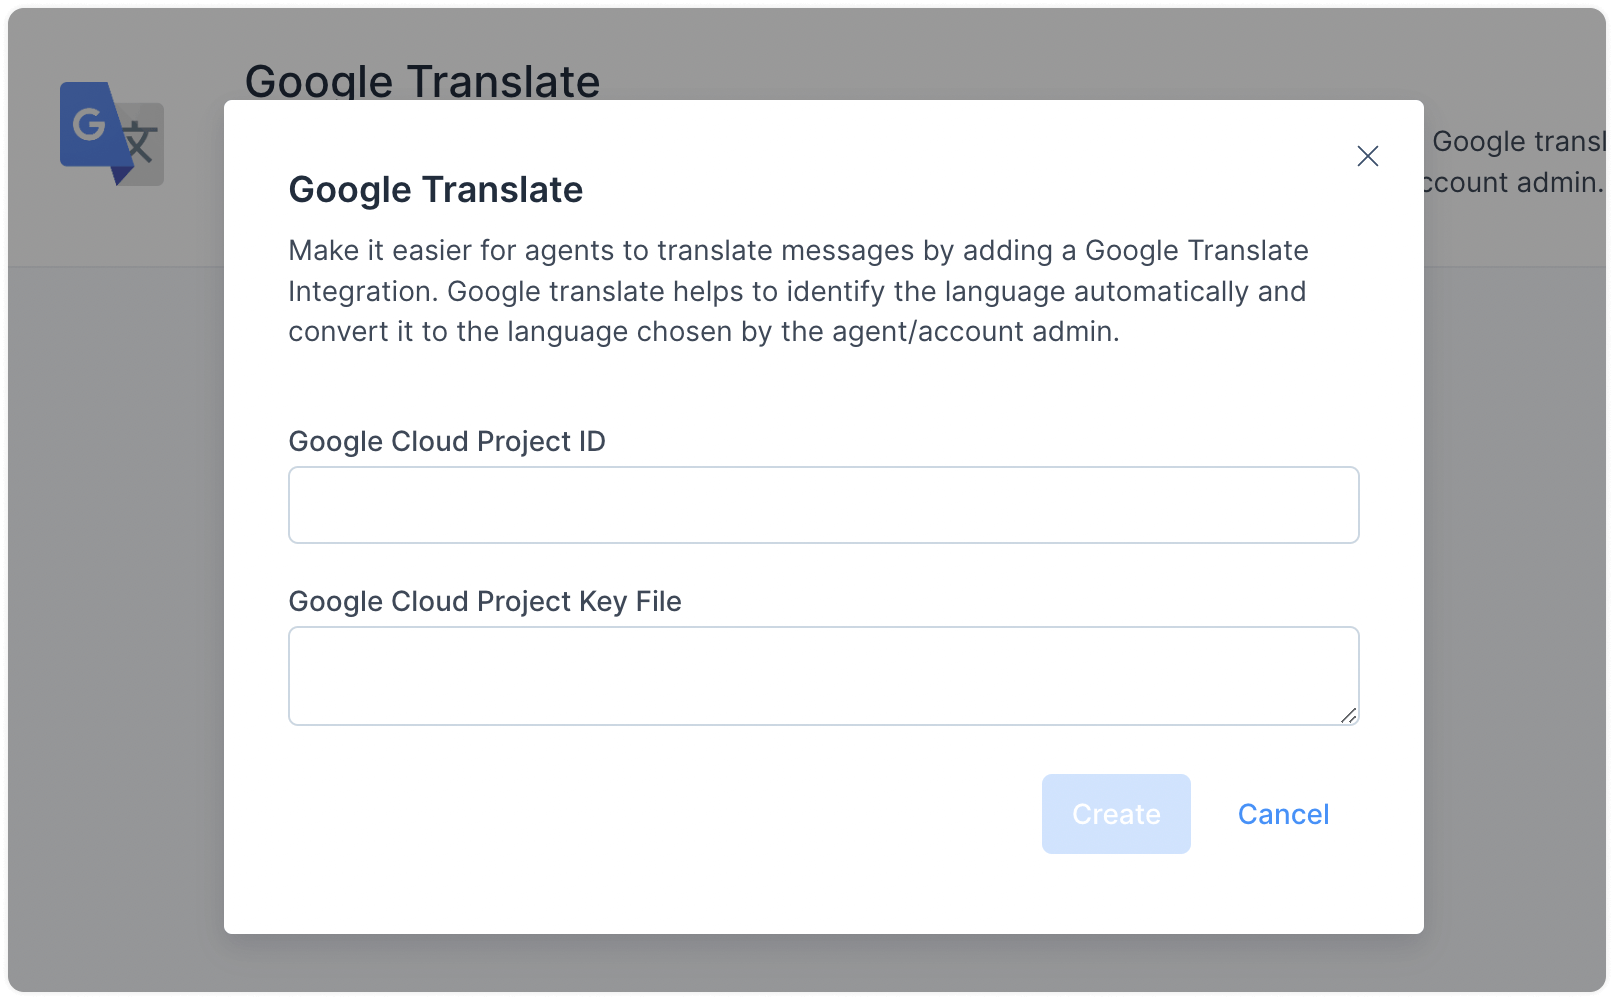 Google Translate
G 文
Google transl
ccount admin.
Google Translate
Make it easier for agents to translate messages by adding a Google Translate
Integration. Google translate helps to identify the language automatically and
convert it to the language chosen by the agent/account admin.
Google Cloud Project ID
Google Cloud Project Key File
Create
Cancel